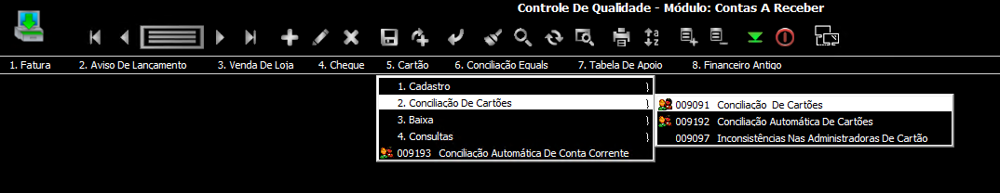 Controle De Qualidade - Módulo: Contas A Receber
1. Fatura 2. Aviso De Lançamento 3. Venda De Loja 4. Cheque 5. Cartão 6. Conciliação Equals 7. Tabela De Apoio 8. Financeiro Antigo
1. Cadastro
2. Conciliação De Cartões
3. Baixa
4. Consultas
009193 Conciliação Automática De Conta Corrente
009091 Conciliação De Cartões
009192 Conciliação Automática De Cartões
009097 Inconsistências Nas Administradoras De Cartão